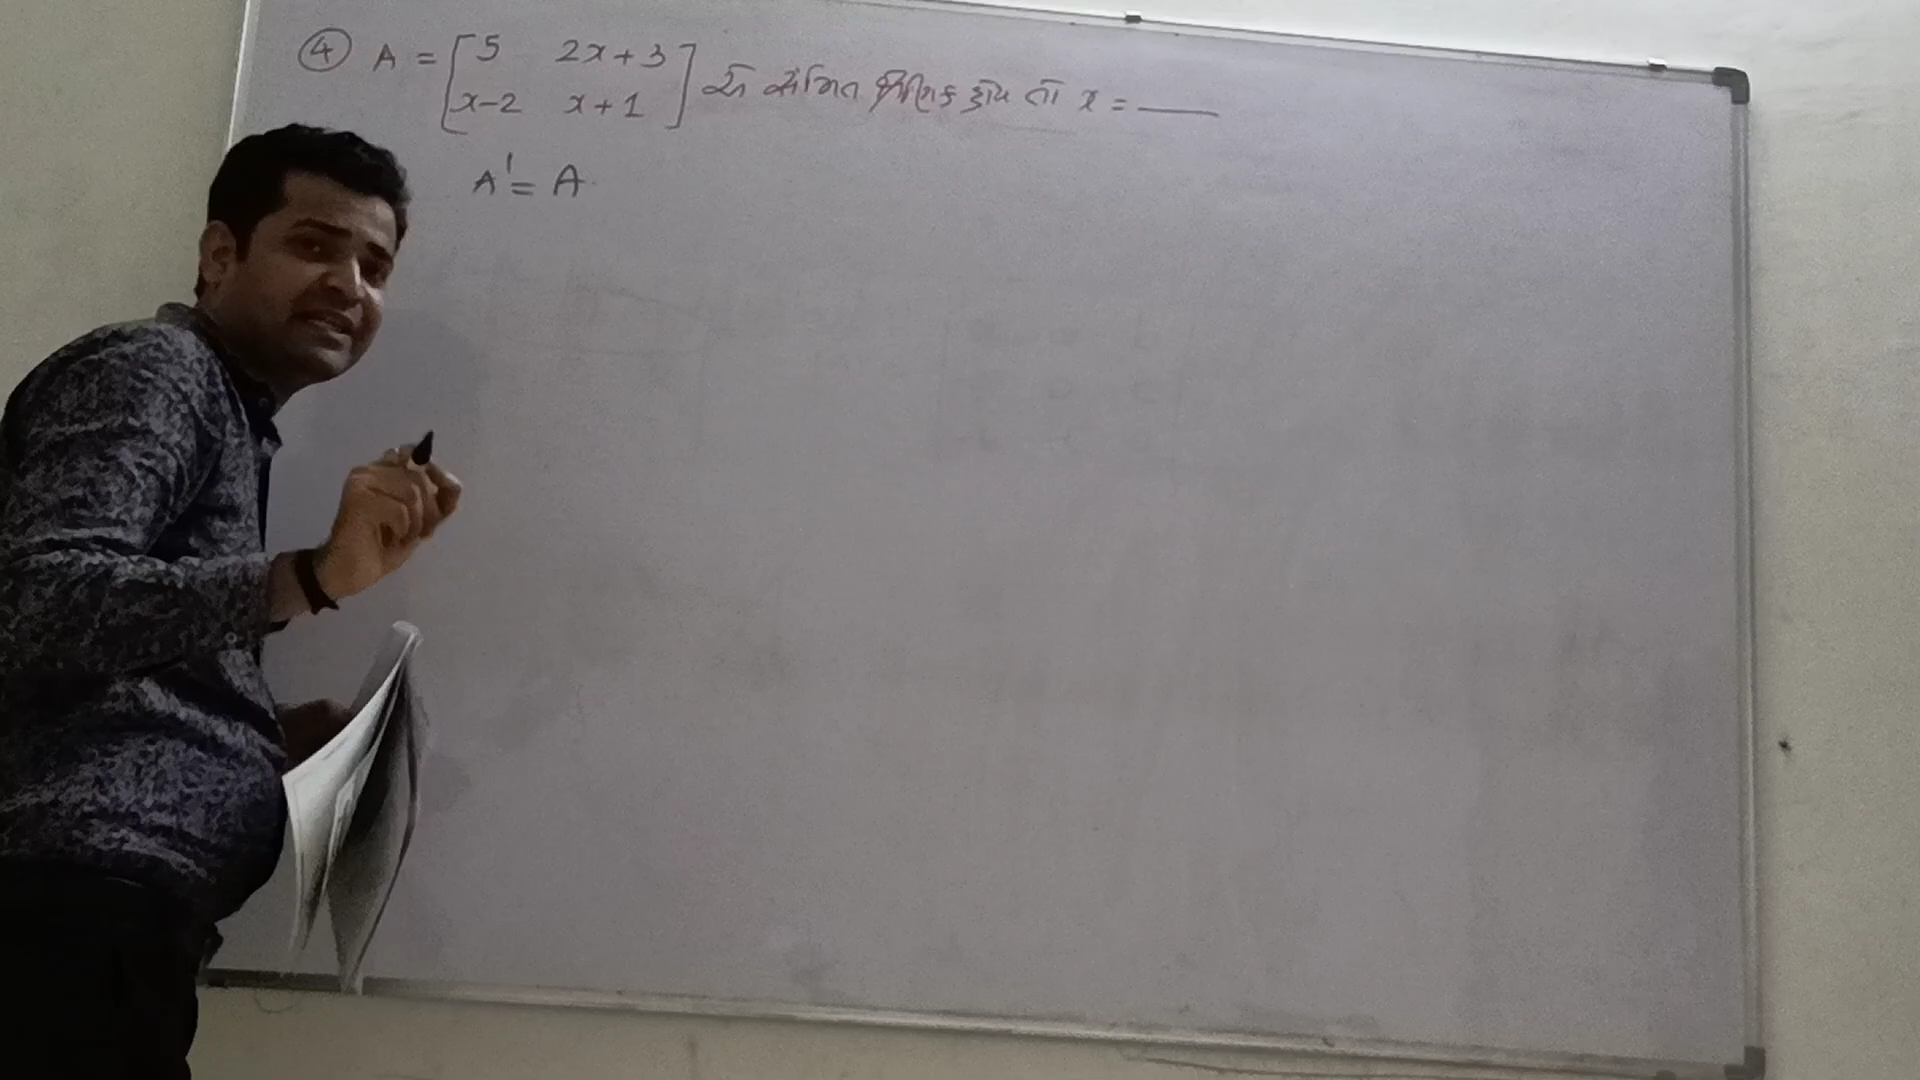 ④ A = [5 2x+3
x-2 x+1] એ સંમિત શ્રેણિક હોય તો x = ____
A' = A.